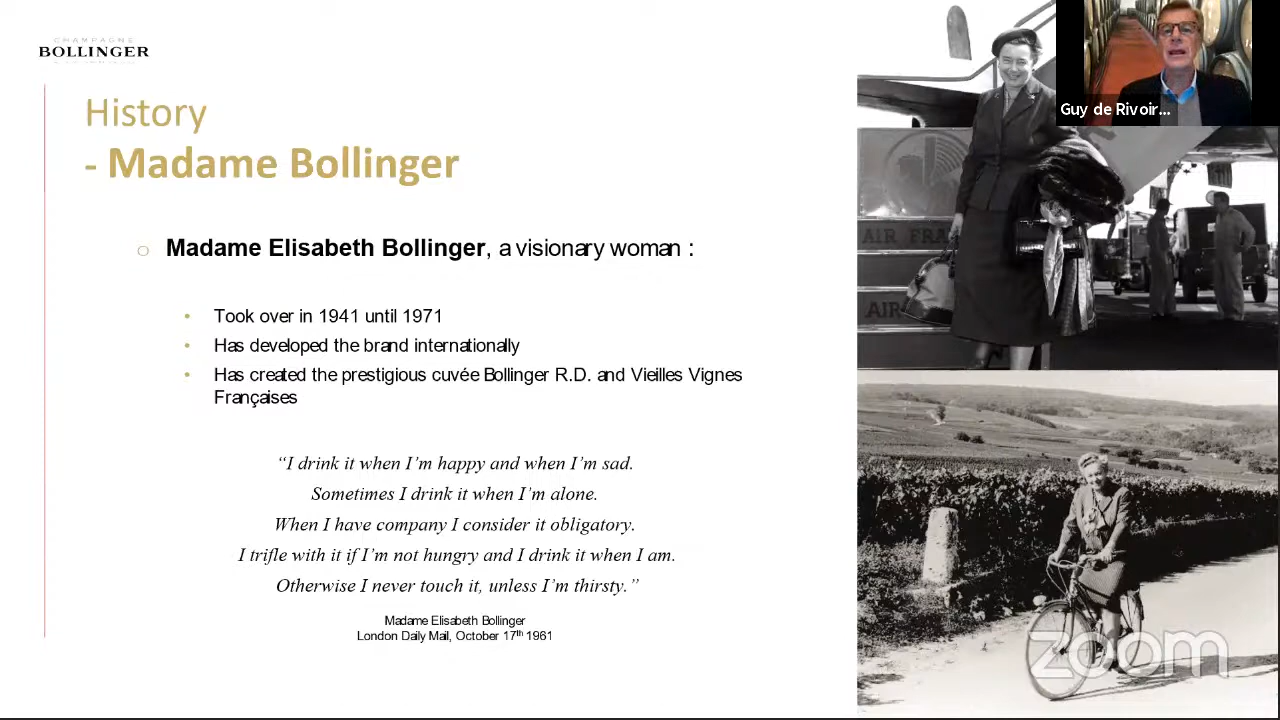 CHAMPAGNE
BOLLINGER
History
- Madame Bollinger
Madame Elisabeth Bollinger, a visionary woman :
Took over in 1941 until 1971
Has developed the brand internationally
Has created the prestigious cuvée Bollinger R.D. and Vieilles Vignes
Françaises
“I drink it when I’m happy and when I’m sad.
Sometimes I drink it when I’m alone.
When I have company I consider it obligatory.
I trifle with it if I’m not hungry and I drink it when I am.
Otherwise I never touch it, unless I’m thirsty.”
Madame Elisabeth Bollinger
London Daily Mail, October 17th 1961
Guy de Rivoir...
AIR FRA
AIR
zoom